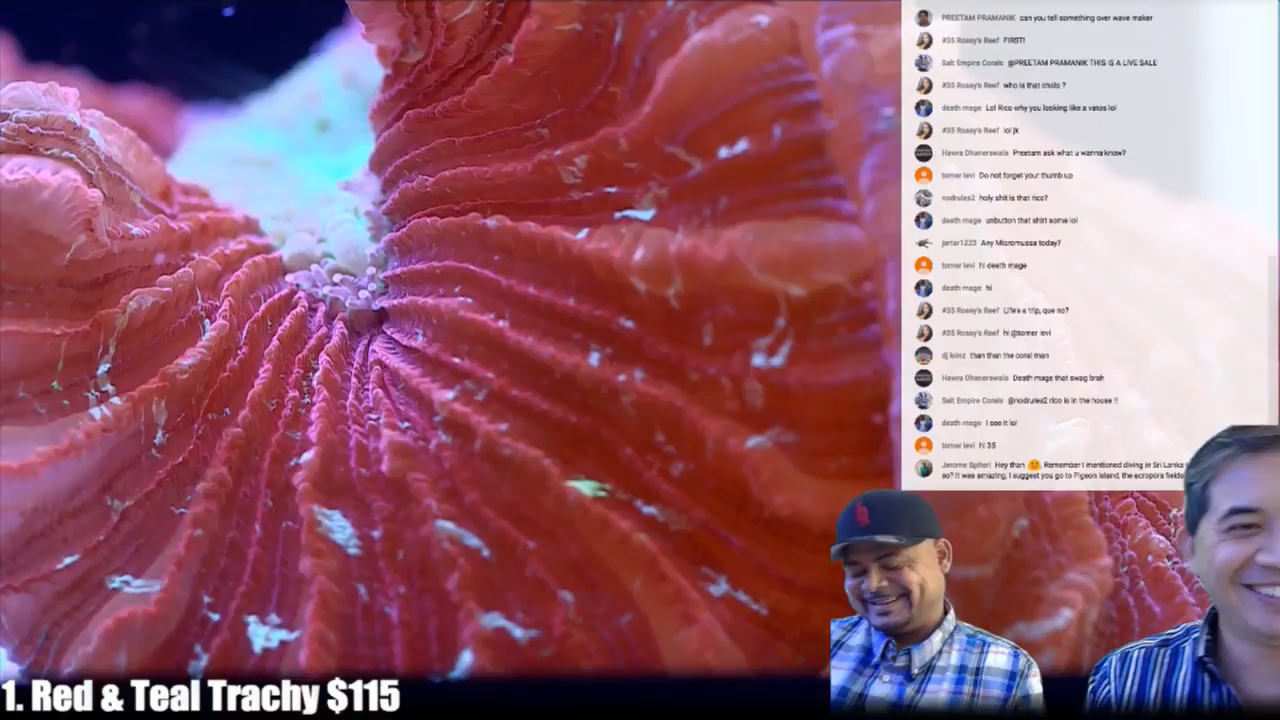 PREETAM PRAMANIK can you tell something over wave maker
#35 Rossy's Reef FIRST!
Salt Empire Corals @PREETAM PRAMANIK THIS IS A LIVE SALE
#35 Rossy's Reef who is that cholo ?
death mage Lol Rico why you looking like a vatos lol
#35 Rossy's Reef lol jk
Hawra Dhanerawala Preetam ask what u wanna know?
tomer levi Do not forget your thumb up
nodrules2 holy shit is that rico?
death mage unbutton that shirt some lol
jartar1223 Any Micromussa today?
tomer levi hi death mage
death mage hi
#35 Rossy's Reef Life's a trip, que no?
#35 Rossy's Reef hi @tomer levi
than than the coral man
Hawra Dhanerawala Death mage that swag brah
Salt Empire Corals @nodrules2 rico is in the house !!
death mage I see it lol
tomer levi hi 35
Jerome Spiteri Hey than Remember I mentioned diving in Sri Lanka
so? It was amazing, I suggest you go to Pigeon Island, the acropora fields
1. Red & Teal Trachy $115